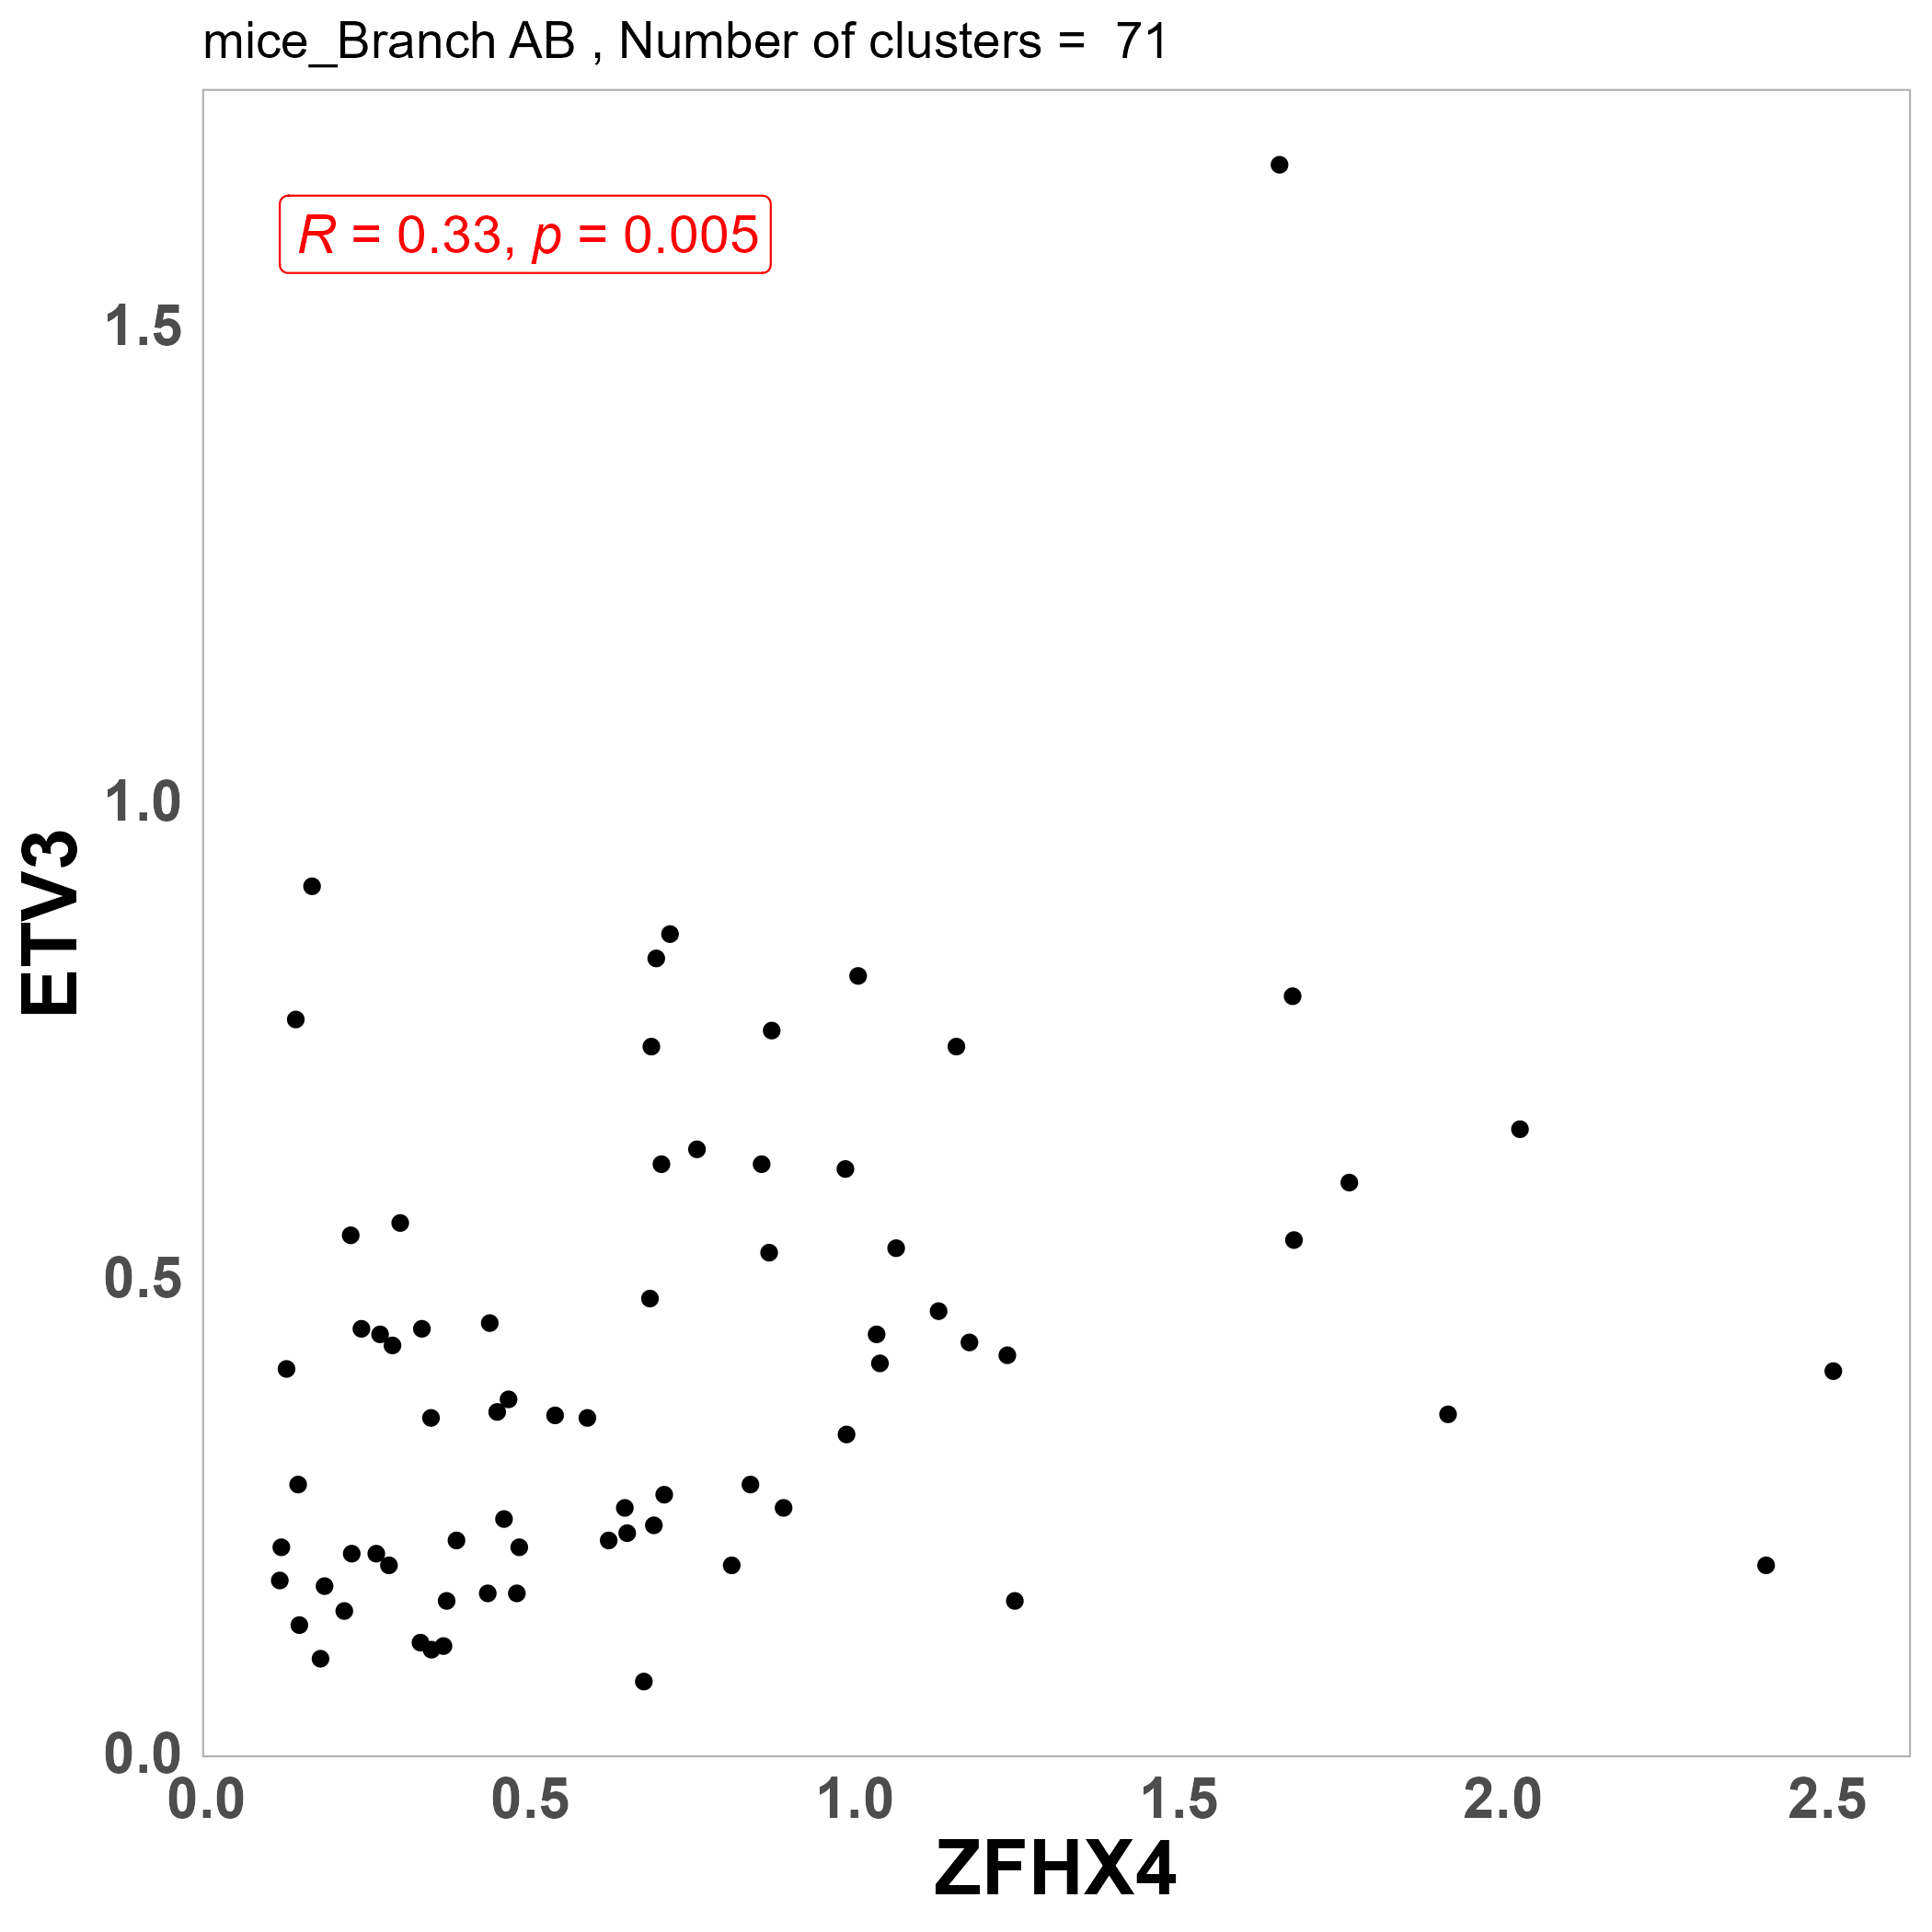 mice_Branch AB , Number of clusters =  71
R = 0.33, p = 0.005
1.5
1.0
0.5
0.0
ETV3
0.0 0.5 1.0 1.5 2.0 2.5
ZFHX4